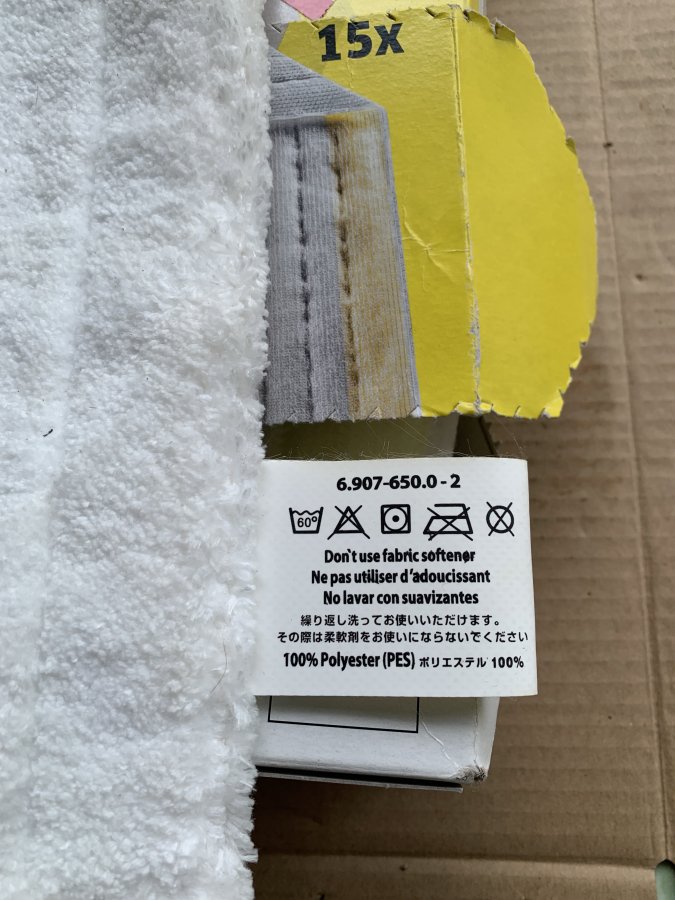 15x
6.907-650.0 - 2
60°
Don`t use fabric softener
Ne pas utiliser d'adoucissant
No lavar con suavizantes
繰り返し洗ってお使いいただけます。
その際は柔軟剤をお使いにならないでください
100% Polyester (PES) ポリエステル 100%